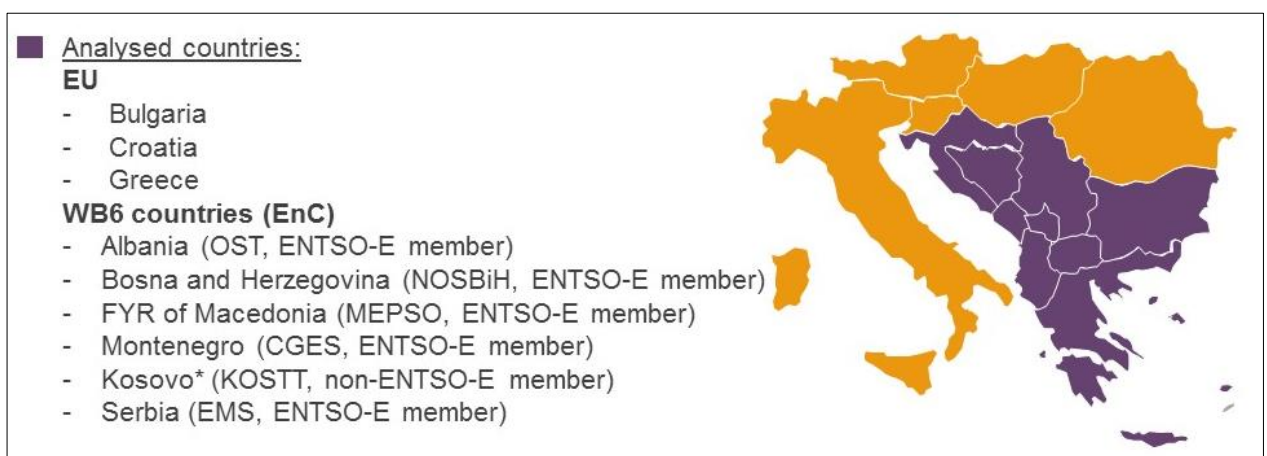 Analysed countries:
EU
- Bulgaria
- Croatia
- Greece
WB6 countries (EnC)
- Albania (OST, ENTSO-E member)
- Bosna and Herzegovina (NOSBiH, ENTSO-E member)
- FYR of Macedonia (MEPSO, ENTSO-E member)
- Montenegro (CGES, ENTSO-E member)
- Kosovo* (KOSTT, non-ENTSO-E member)
- Serbia (EMS, ENTSO-E member)